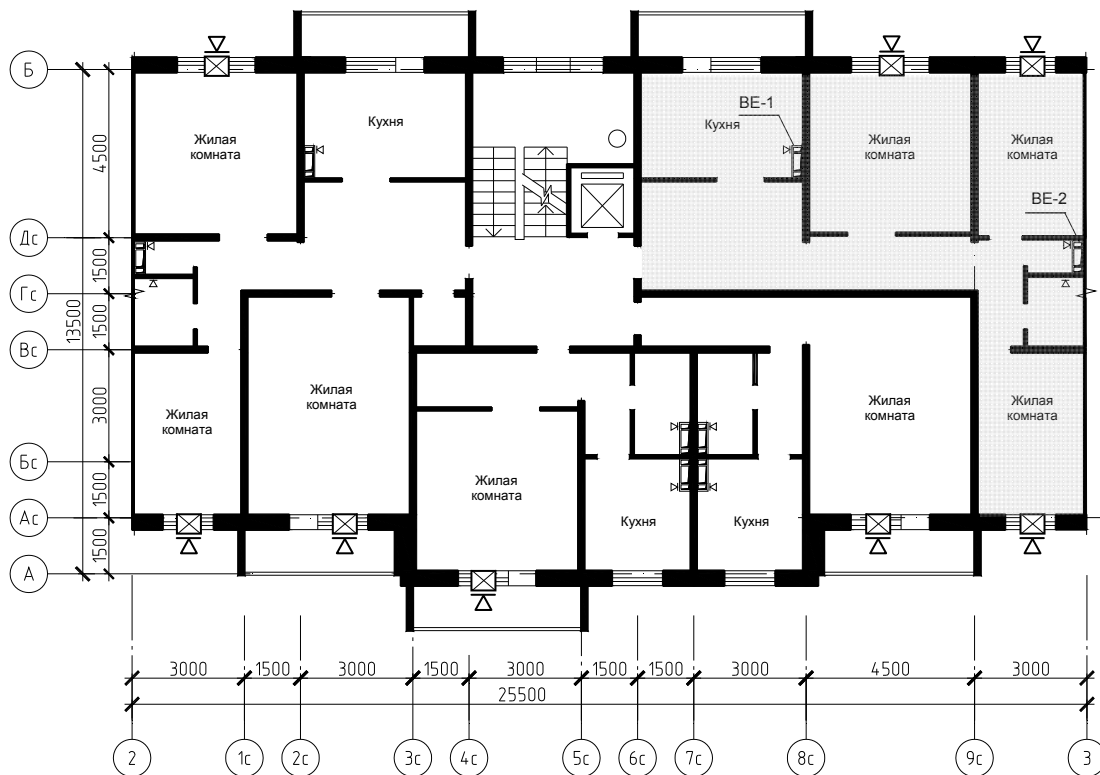 Б
Дс
Гс
Вс
Бс
Ас
А
4500
1500
1500
3000
1500
1500
13500
Жилая
комната
Кухня
Кухня
ВЕ-1
Жилая
комната
Жилая
комната
ВЕ-2
Жилая
комната
Жилая
комната
Жилая
комната
Кухня
Кухня
Жилая
комната
Жилая
комната
3000
1500
3000
1500
3000
1500
1500
3000
4500
3000
25500
2
1с
2с
3с
4с
5с
6с
7с
8с
9с
3